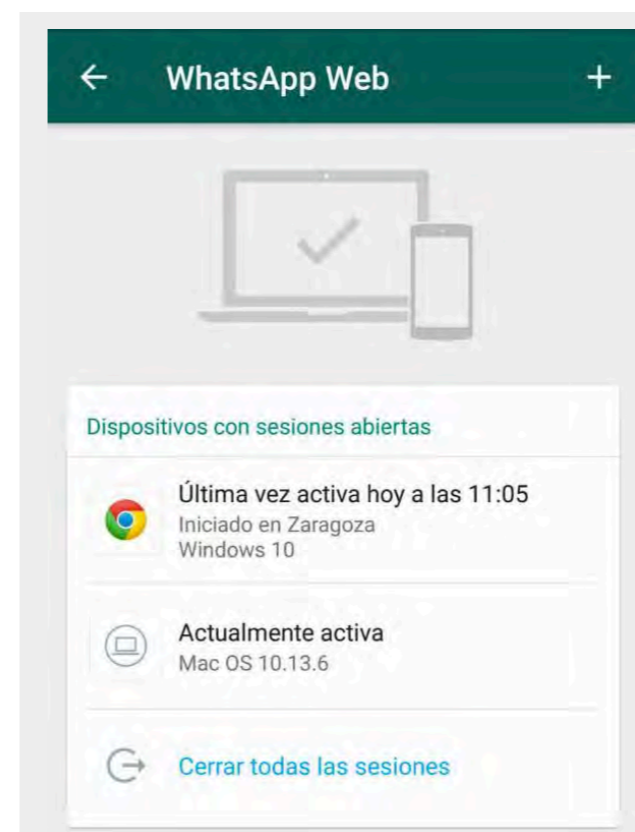 WhatsApp Web
Dispositivos con sesiones abiertas
Última vez activa hoy a las 11:05
Iniciado en Zaragoza
Windows 10
Actualmente activa
Mac OS 10.13.6
Cerrar todas las sesiones